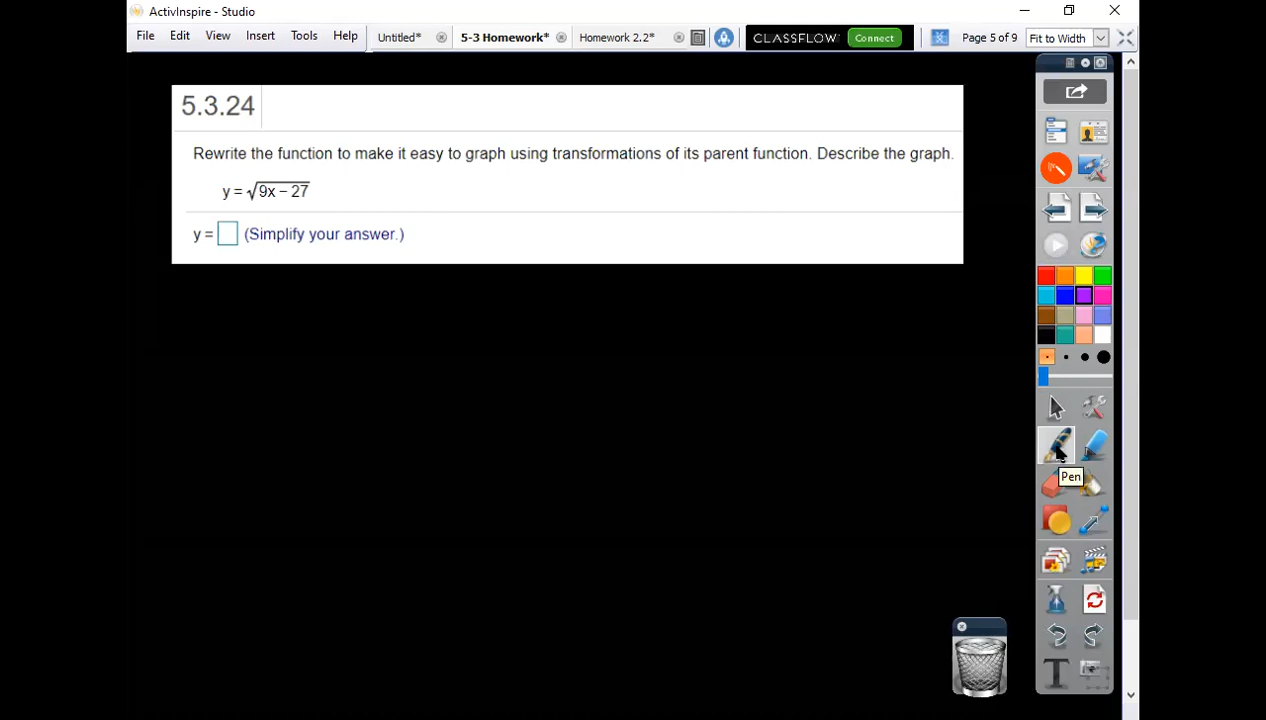 ActivInspire - Studio
File Edit View Insert Tools Help
Untitled* 5-3 Homework* Homework 2.2* CLASSFLOW Connect Page 5 of 9 Fit to Width
5.3.24
Rewrite the function to make it easy to graph using transformations of its parent function. Describe the graph.
y = √9x − 27
y = (Simplify your answer.)
Pen
T